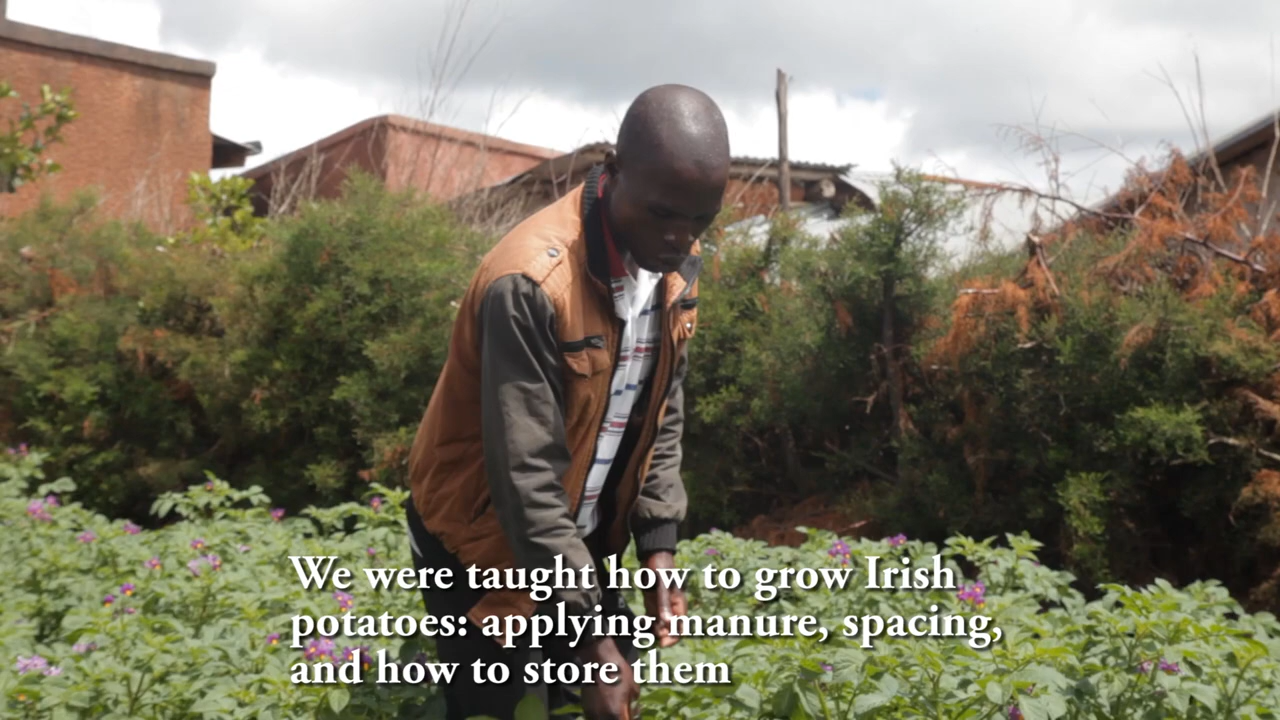 We were taught how to grow Irish
potatoes: applying manure, spacing,
and how to store them